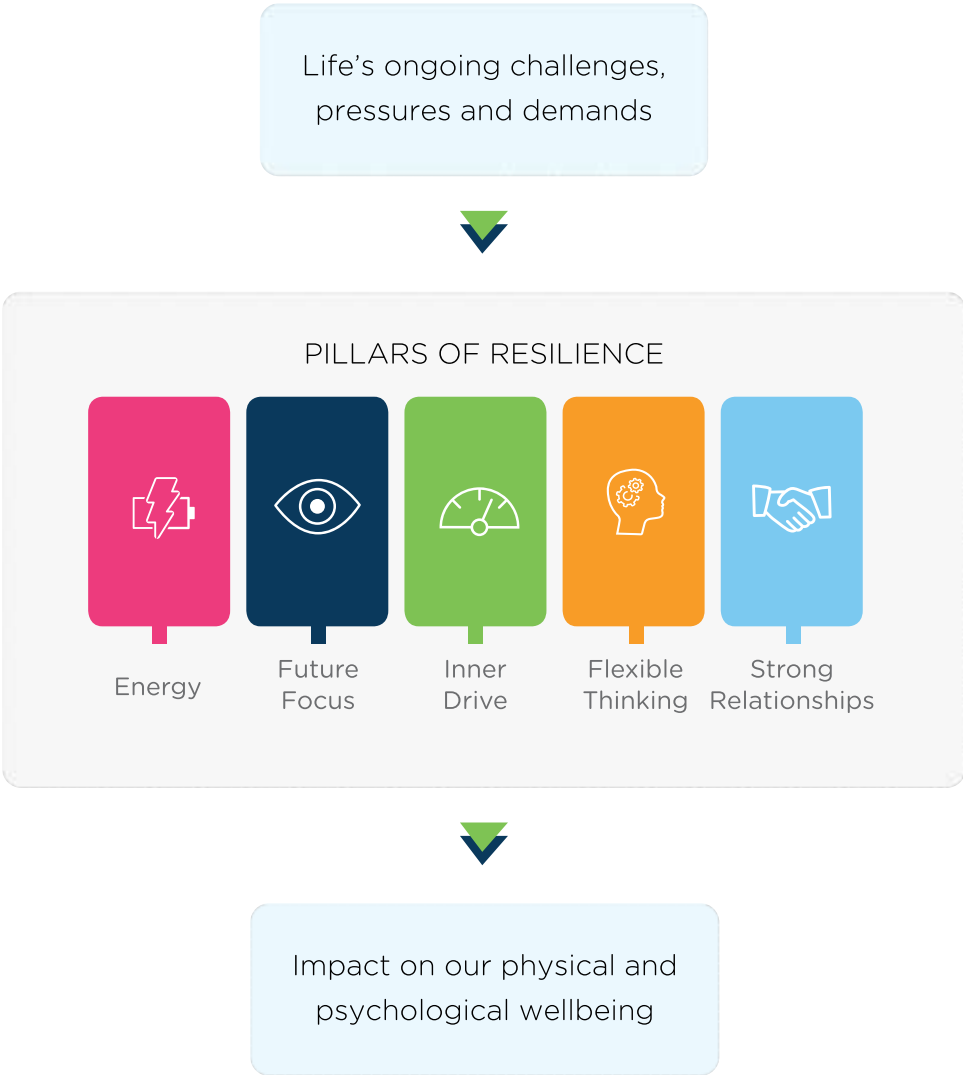 Life’s ongoing challenges,
pressures and demands
PILLARS OF RESILIENCE
Energy
Future
Focus
Inner
Drive
Flexible
Thinking
Strong
Relationships
Impact on our physical and
psychological wellbeing